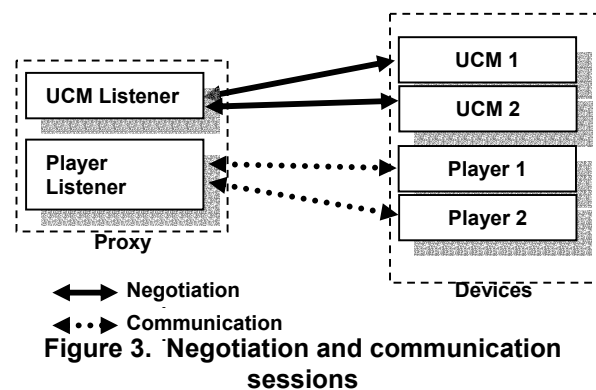 UCM 1
UCM Listener
UCM 2
Player
Listener
Player 1
Player 2
Proxy
Devices
Negotiation
Communication
Figure 3. Negotiation and communication
sessions